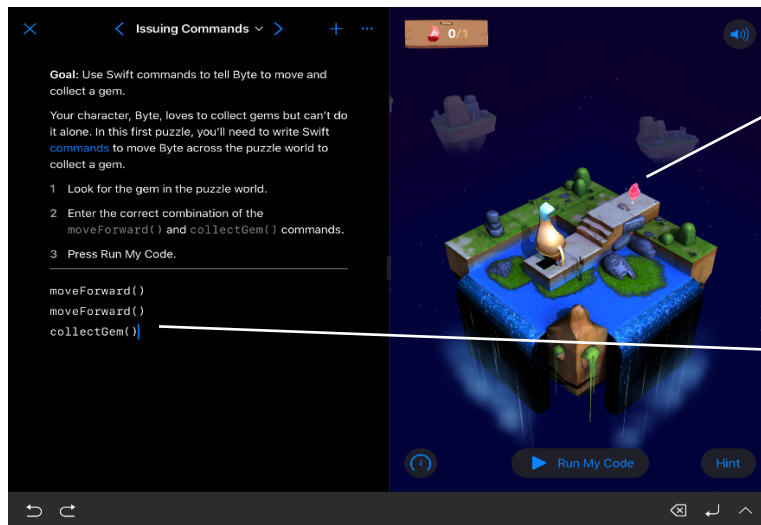 Issuing Commands
0/1
Goal: Use Swift commands to tell Byte to move and
collect a gem.
Your character, Byte, loves to collect gems but can't do
it alone. In this first puzzle, you'll need to write Swift
commands to move Byte across the puzzle world to
collect a gem.
1 Look for the gem in the puzzle world.
2 Enter the correct combination of the
moveForward() and collectGem() commands.
3 Press Run My Code.
moveForward()
moveForward()
collectGem()
Run My Code
Hint